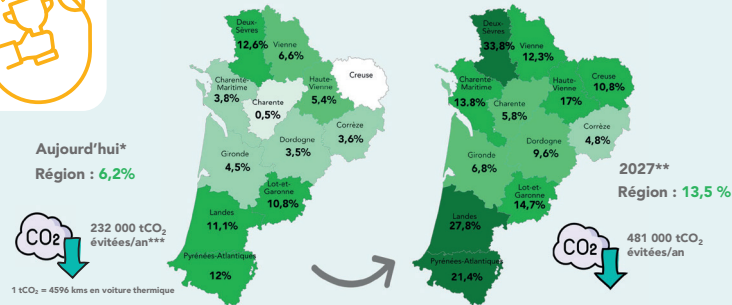 Deux-
Sèvres
12,6%
Vienne
6,6%
Charente-
Maritime
3,8%
Charente
0,5%
Haute-
Vienne
5,4%
Creuse
Corrèze
3,6%
Dordogne
3,5%
Gironde
4,5%
Lot-et-
Garonne
10,8%
Landes
11,1%
Pyrénées-Atlantiques
12%
Aujourd'hui*
Région : 6,2%
CO2
232 000 tCO₂
évitées/an***
1 tCO₂ = 4596 kms en voiture thermique
Deux-
Sèvres
33,8%
Vienne
12,3%
Charente-
Maritime
13.8%
Charente
5,8%
Haute-
Vienne
17%
Creuse
10,8%
Corrèze
4,8%
Dordogne
9,6%
Gironde
6,8%
Lot-et-
Garonne
14,7%
Landes
27,8%
Pyrénées-Atlantiques
21,4%
2027**
Région : 13,5 %
CO2
481 000 tCO₂
évitées/an